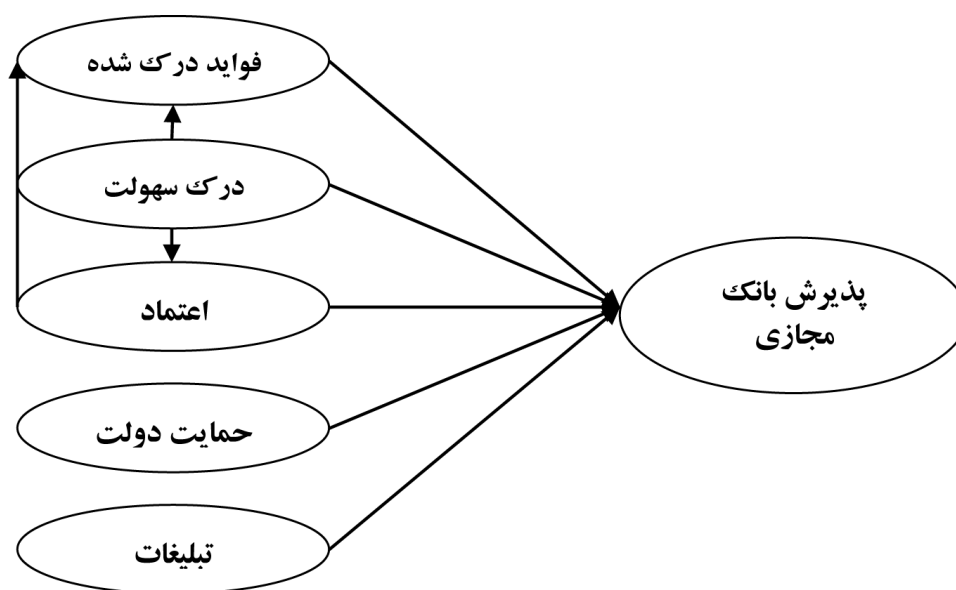 فواید درک شده
درک سهولت
اعتماد
حمایت دولت
تبلیغات
پذیرش بانک
مجازی